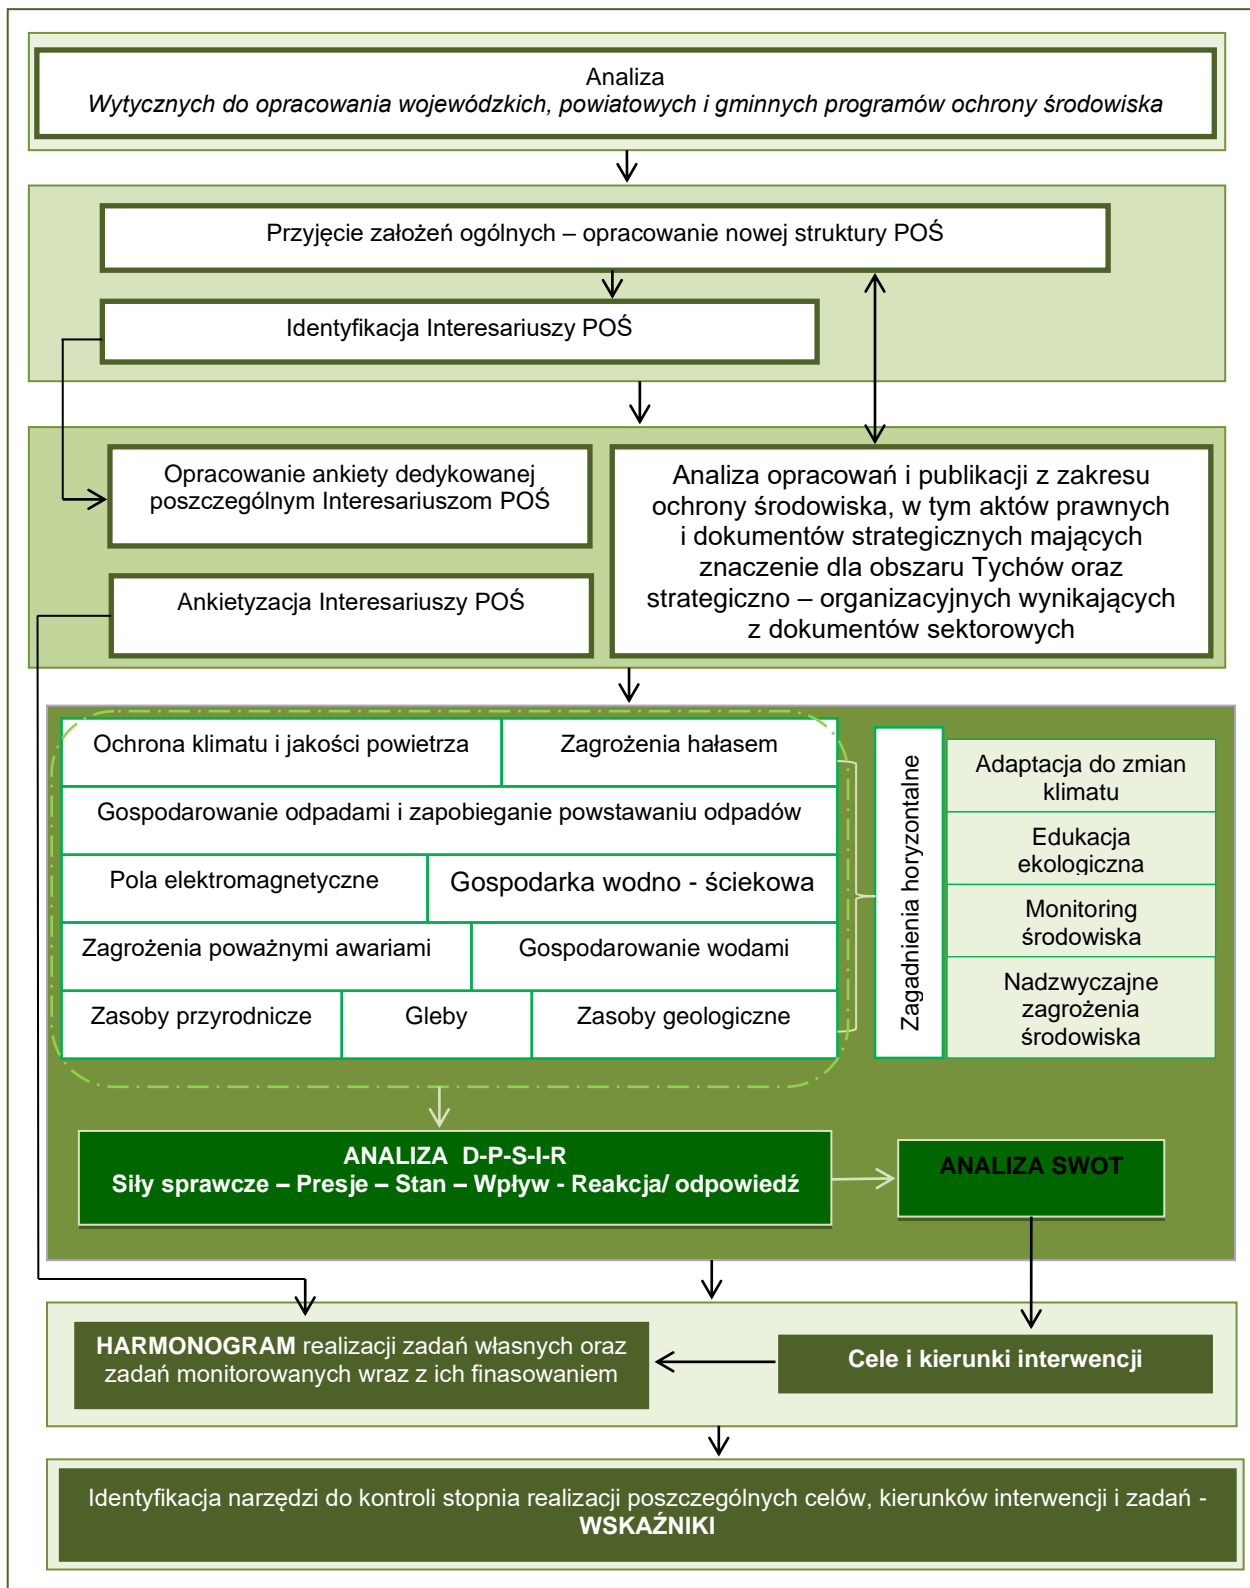 Analiza
Wytycznych do opracowania wojewódzkich, powiatowych i gminnych programów ochrony środowiska
Przyjęcie założeń ogólnych – opracowanie nowej struktury POŚ
Identyfikacja Interesariuszy POŚ
Opracowanie ankiety dedykowanej
poszczególnym Interesariuszom POŚ
Ankietyzacja Interesariuszy POŚ
Analiza opracowań i publikacji z zakresu
ochrony środowiska, w tym aktów prawnych
i dokumentów strategicznych mających
znaczenie dla obszaru Tychów oraz
strategiczno – organizacyjnych wynikających
z dokumentów sektorowych
Ochrona klimatu i jakości powietrza
Zagrożenia hałasem
Gospodarowanie odpadami i zapobieganie powstawaniu odpadów
Pola elektromagnetyczne
Gospodarka wodno - ściekowa
Zagrożenia poważnymi awariami
Gospodarowanie wodami
Zasoby przyrodnicze
Gleby
Zasoby geologiczne
Zagadnienia horyzontalne
Adaptacja do zmian
klimatu
Edukacja
ekologiczna
Monitoring
środowiska
Nadzwyczajne
zagrożenia
środowiska
ANALIZA D-P-S-I-R
Siły sprawcze – Presje – Stan – Wpływ - Reakcja/ odpowiedź
ANALIZA SWOT
HARMONOGRAM realizacji zadań własnych oraz
zadań monitorowanych wraz z ich finasowaniem
Cele i kierunki interwencji
Identyfikacja narzędzi do kontroli stopnia realizacji poszczególnych celów, kierunków interwencji i zadań -
WSKAŹNIKI